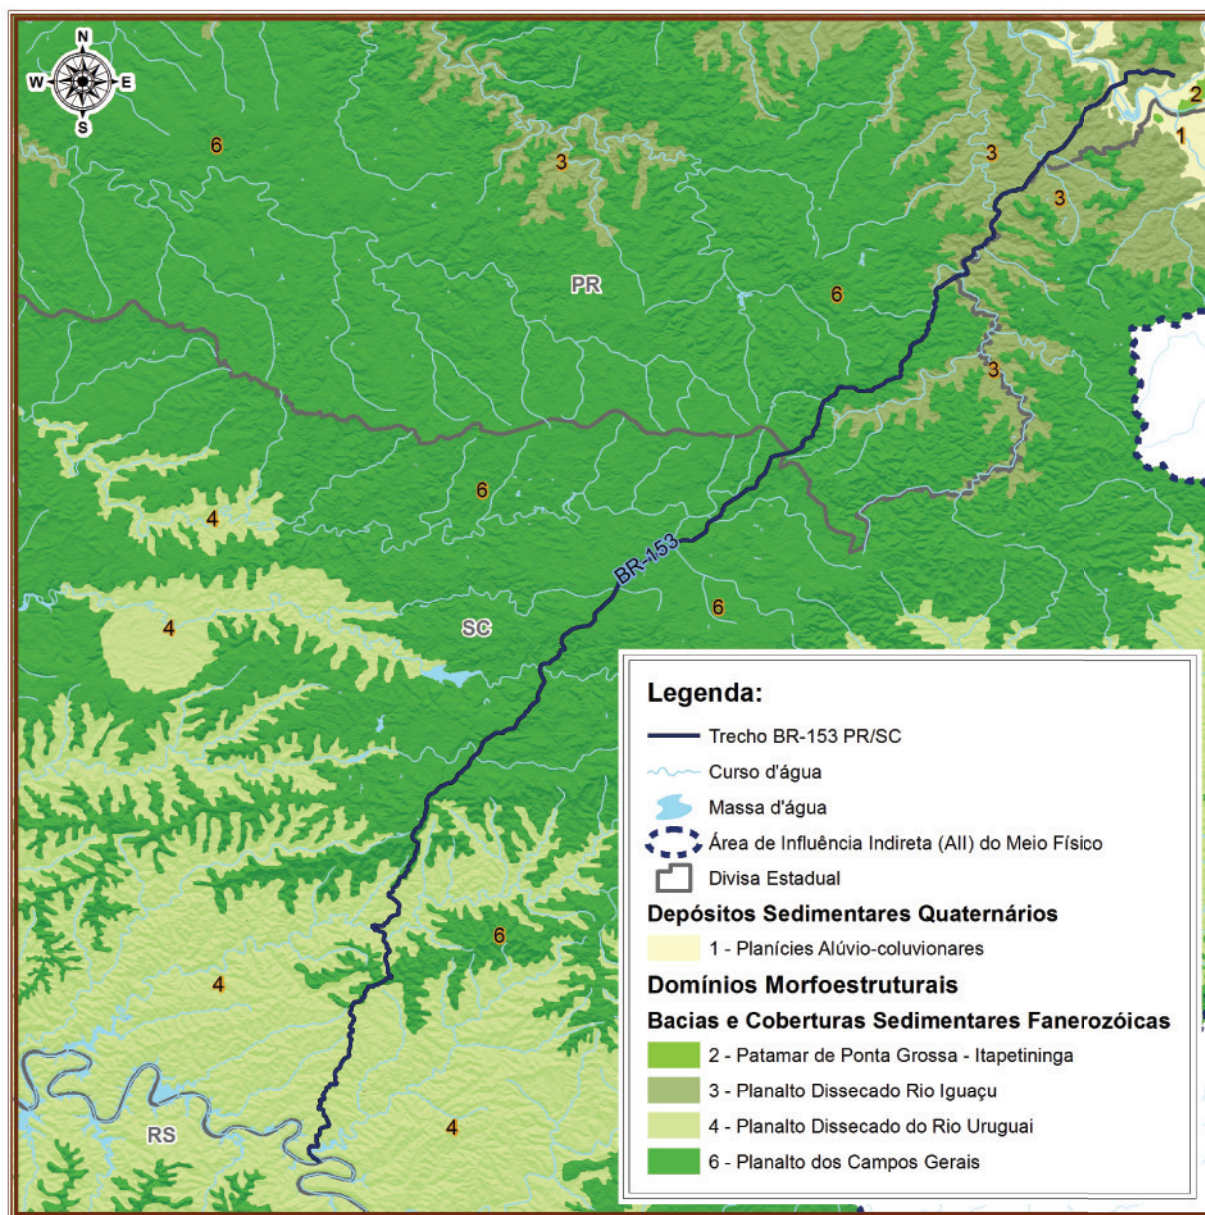 N
W E
S
2
1
6
3
3
3
PR
6
3
6
4
BR-153
6
4
SC
6
4
RS
4
Legenda:
Trecho BR-153 PR/SC
Curso d'água
Massa d'água
Área de Influência Indireta (AII) do Meio Físico
Divisa Estadual
Depósitos Sedimentares Quaternários
1 - Planícies Alúvio-coluvionares
Domínios Morfoestruturais
Bacias e Coberturas Sedimentares Fanerozóicas
2 - Patamar de Ponta Grossa - Itapetininga
3 - Planalto Dissecado Rio Iguaçu
4 - Planalto Dissecado do Rio Uruguai
6 - Planalto dos Campos Gerais